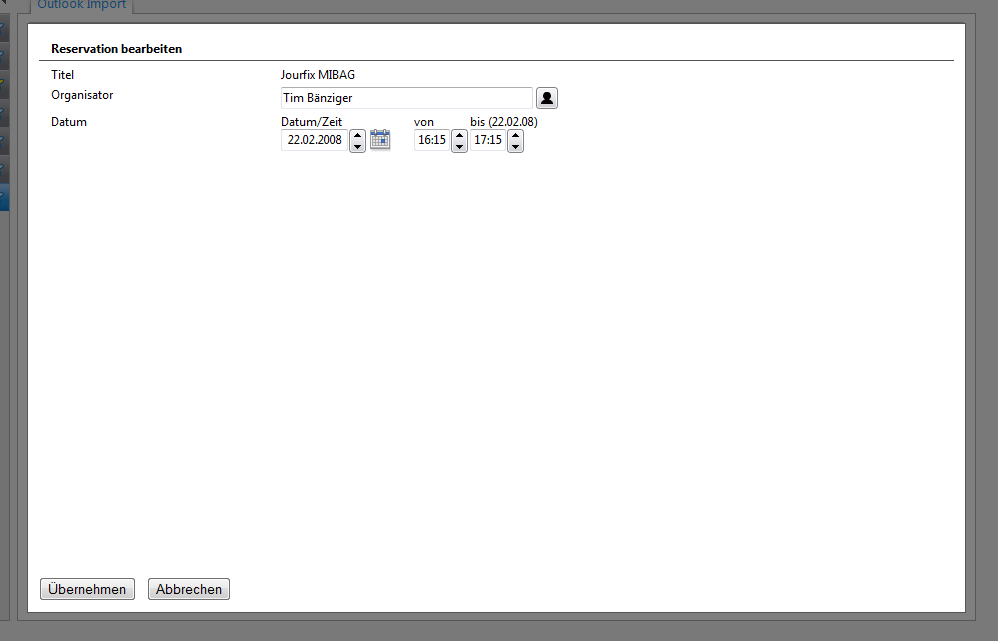 Outlook Import
Reservation bearbeiten
Titel Jourfix MIBAG
Organisator Tim Bänziger
Datum Datum/Zeit von bis (22.02.08)
22.02.2008 16:15 17:15
Übernehmen Abbrechen